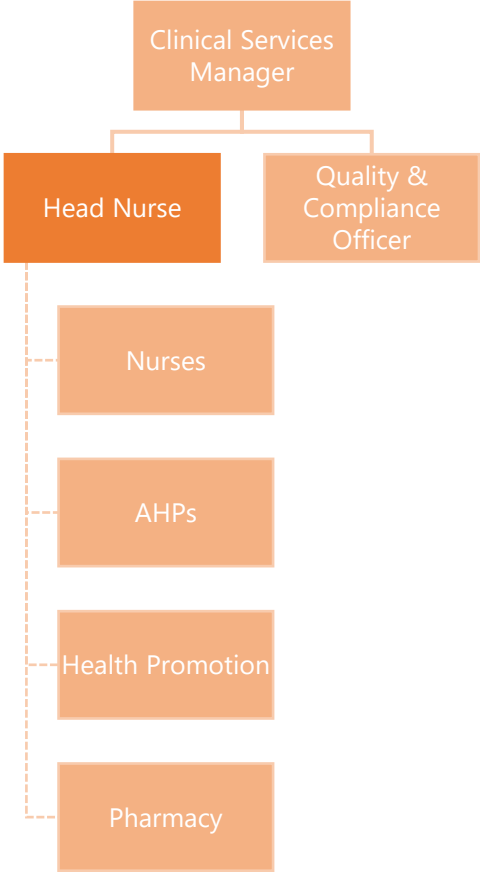 Clinical Services
Manager
Head Nurse
Quality &
Compliance
Officer
Nurses
AHPs
Health Promotion
Pharmacy